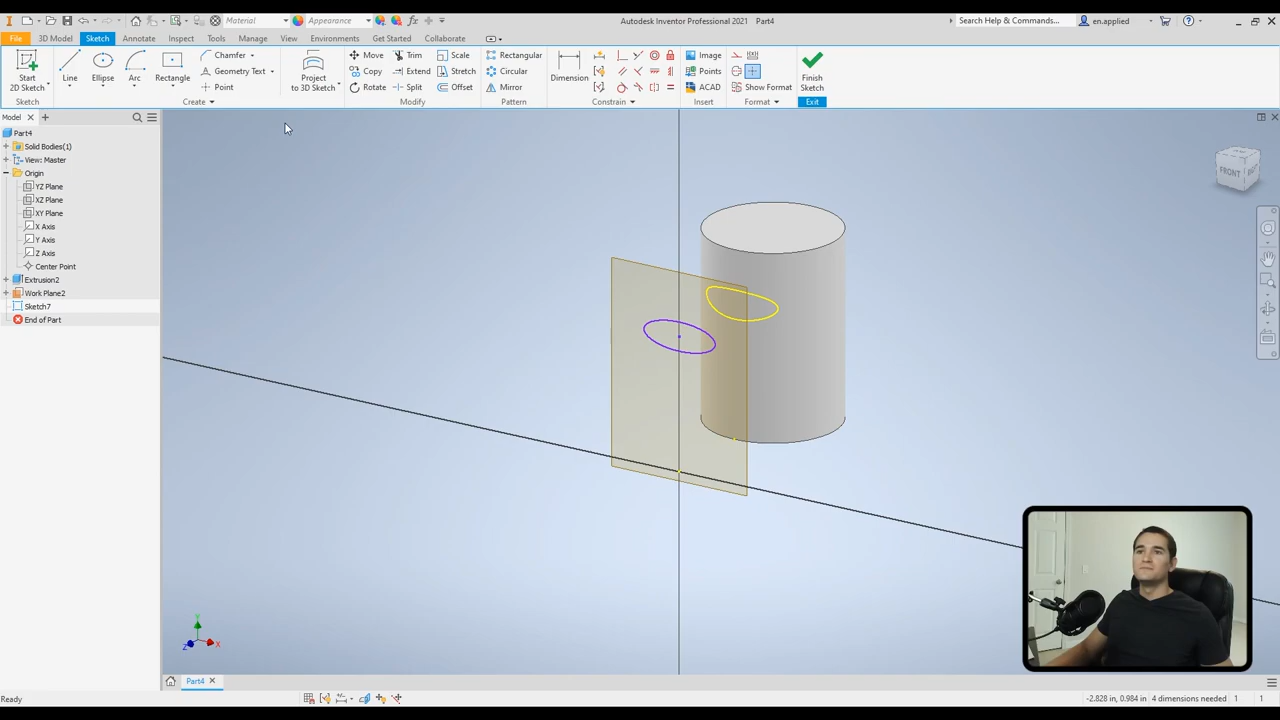 Material
Appearance
Autodesk Inventor Professional 2021 Part4
Search Help & Commands...
en.applied
File
3D Model
Sketch
Annotate
Inspect
Tools
Manage
View
Environments
Get Started
Collaborate
Start
2D Sketch
Line
Ellipse
Arc
Rectangle
Chamfer
Geometry Text
Point
Project
to 3D Sketch
Move
Copy
Rotate
Trim
Extend
Split
Scale
Stretch
Offset
Rectangular
Circular
Mirror
Dimension
Image
Points
ACAD
Show Format
Finish
Sketch
Sketch
Create
Modify
Pattern
Constrain
Insert
Format
Exit
Model
Part4
Solid Bodies(1)
View: Master
Origin
YZ Plane
XZ Plane
XY Plane
X Axis
Y Axis
Z Axis
Center Point
Extrusion2
Work Plane2
Sketch7
End of Part
FRONT
Y
Z
X
Part4
Ready
-2.828 in, 0.984 in
4 dimensions needed
1
1